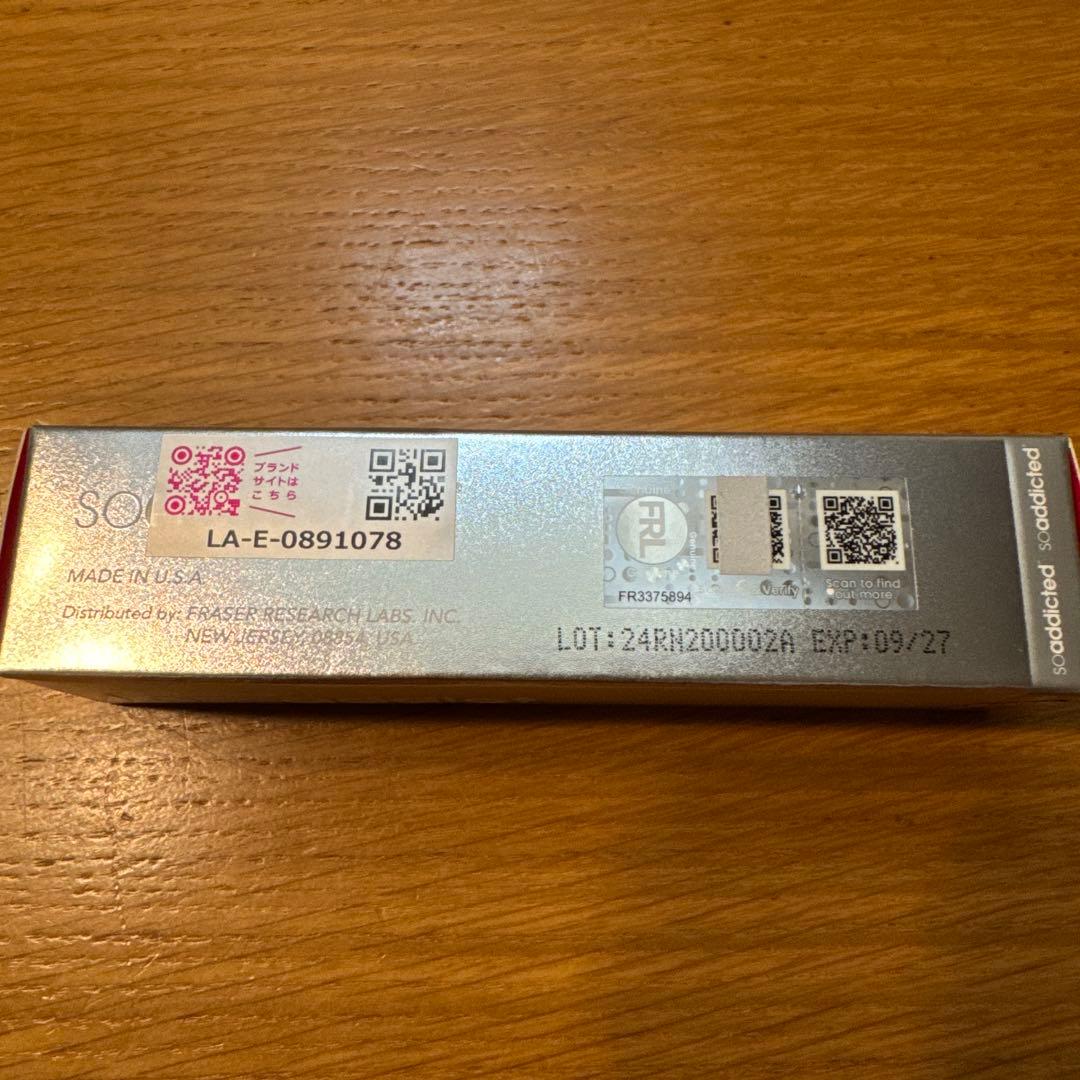 ブランド
サイトは
こちら
LA-E-0891078
MADE IN U.S.A.
Distributed by: FRASER RESEARCH LABS. INC.
NEW JERSEY USA
FRL
Genuine
FR3375894
Verify
Scan to find
out more
LOT:24RN200002A EXP:09/27
soaddicted soaddicted